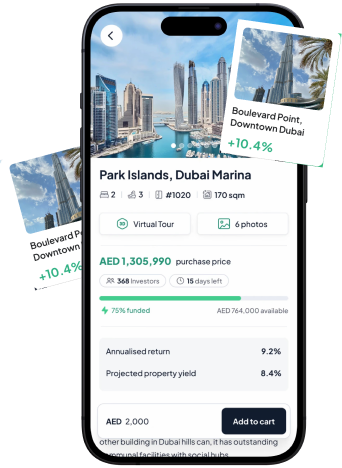 Boulevard Point,
Downtown Dubai
+10.4%
Park Islands, Dubai Marina
2 3 #1020 170 sqm
3D Virtual Tour 6 photos
AED 1,305,990 purchase price
368 Investors 15 days left
75% funded AED 764,000 available
Annualised return 9.2%
Projected property yield 8.4%
AED 2,000 Add to cart
other building in Dubai hills can, it has outstanding
communal facilities with social hubs
Boulevard P
Downtown
+10.4%